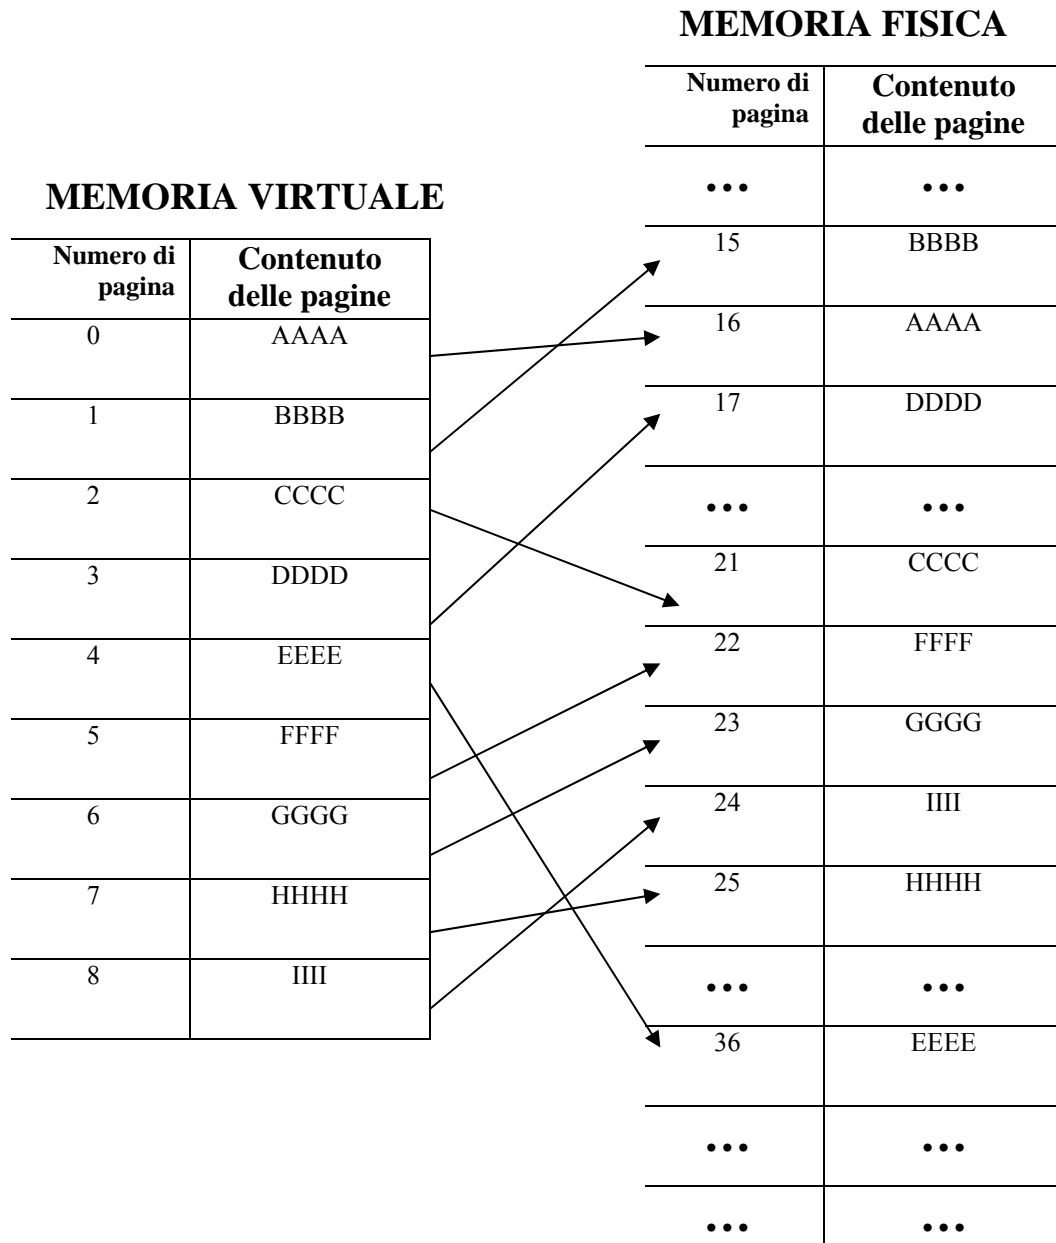 MEMORIA FISICA
Numero di pagina Contenuto delle pagine
... ...
15 BBBB
16 AAAA
17 DDDD
... ...
21 CCCC
22 FFFF
23 GGGG
24 IIII
25 HHHH
... ...
36 EEEE
... ...
... ...
MEMORIA VIRTUALE
Numero di pagina Contenuto delle pagine
0 AAAA
1 BBBB
2 CCCC
3 DDDD
4 EEEE
5 FFFF
6 GGGG
7 HHHH
8 IIII